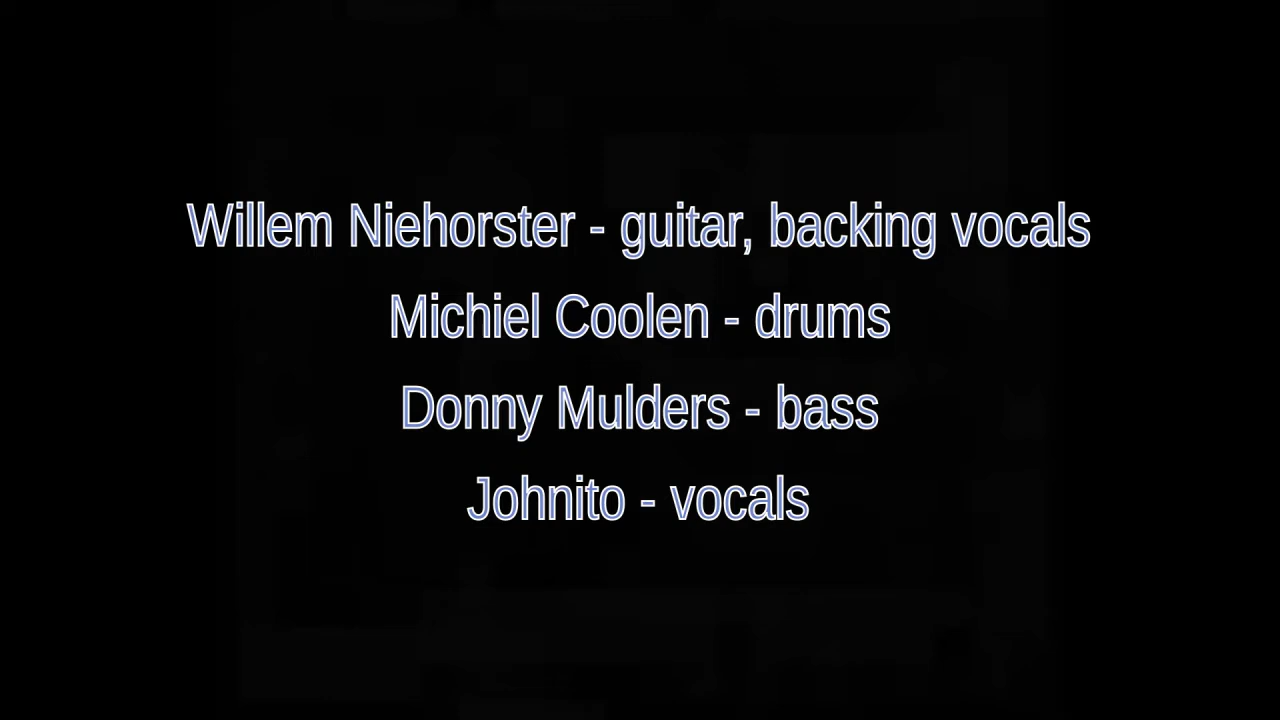 Willem Niehorster - guitar, backing vocals
Michiel Coolen - drums
Donny Mulders - bass
Johnito - vocals